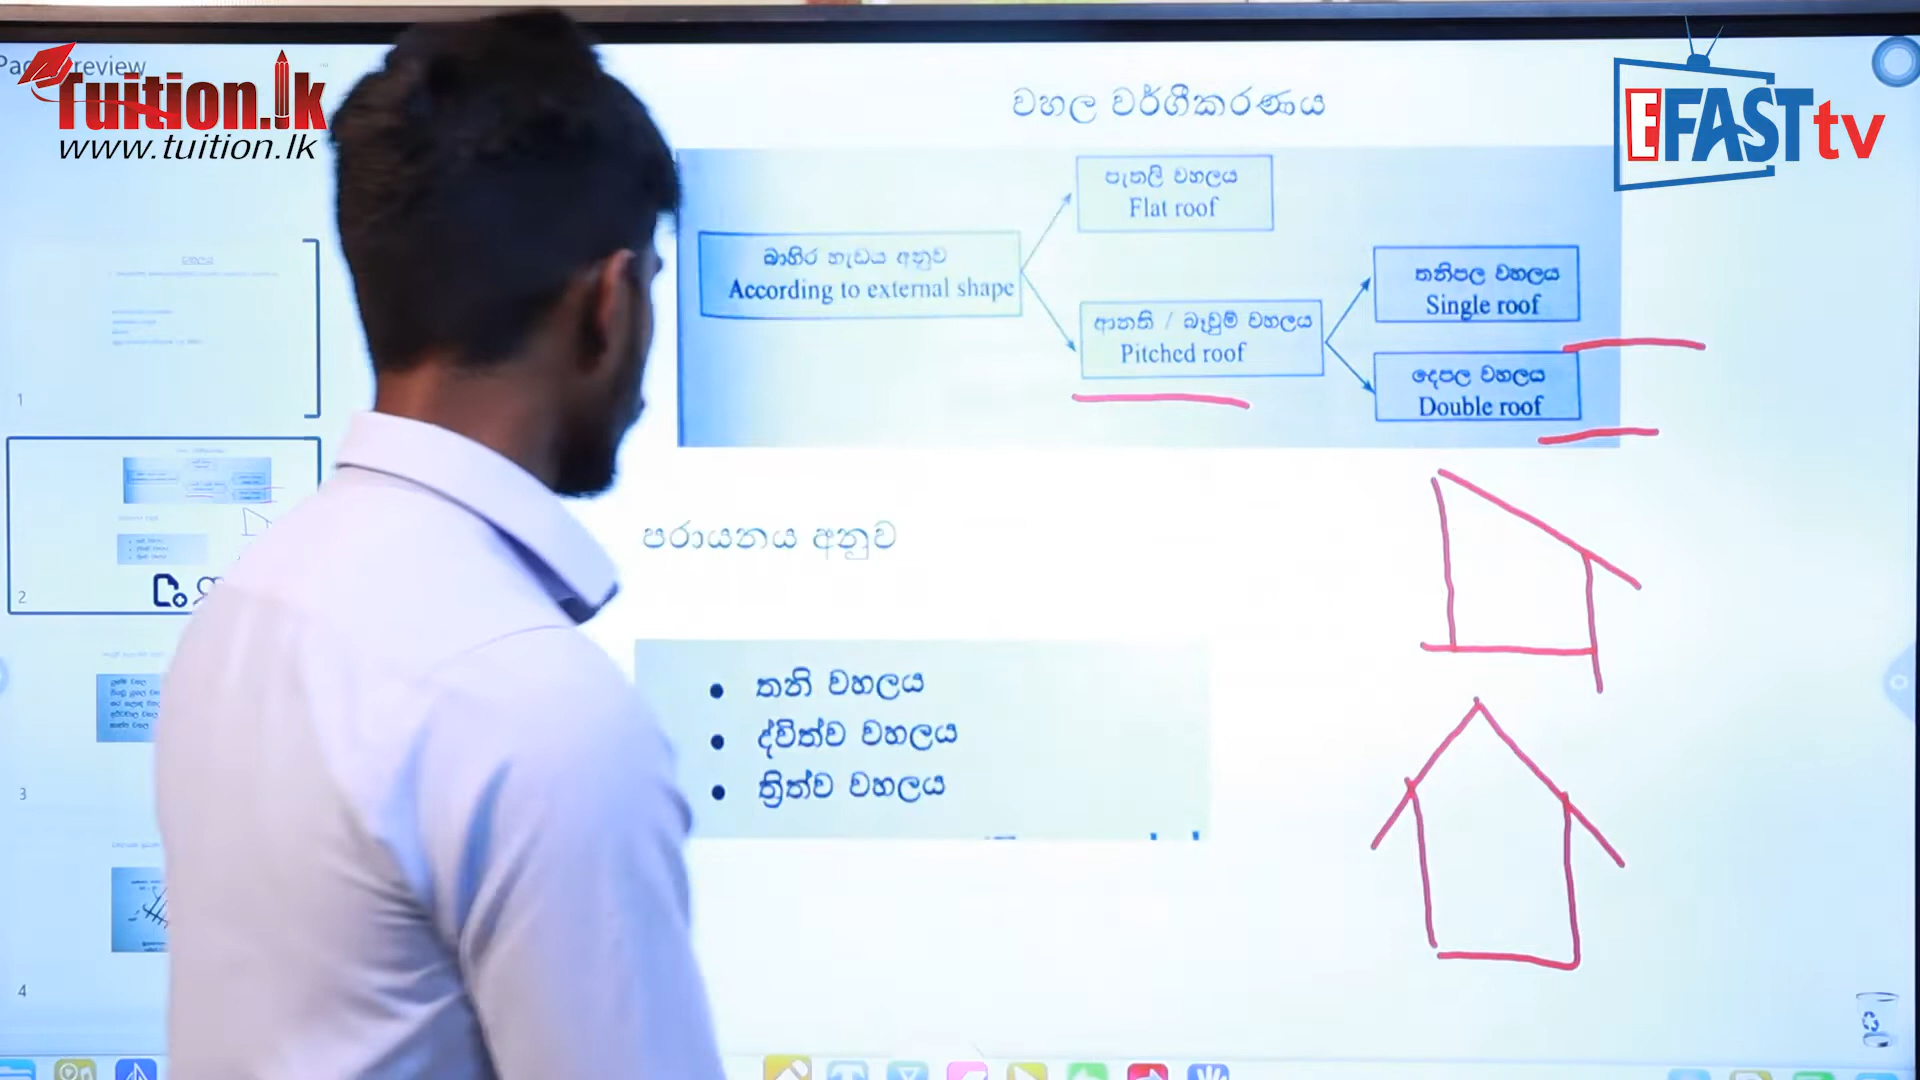 Tuition.lk
www.tuition.lk
EFAST tv
වහල වර්ගීකරණය
පැතලි වහලය
Flat roof
බාහිර හැඩය අනුව
According to external shape
ආනති / බෑවුම් වහලය
Pitched roof
තනිපල වහලය
Single roof
දෙපල වහලය
Double roof
පරායනය අනුව
• තනි වහලය
• ද්විත්ව වහලය
• ත්‍රිත්ව වහලය
1
2
3
4